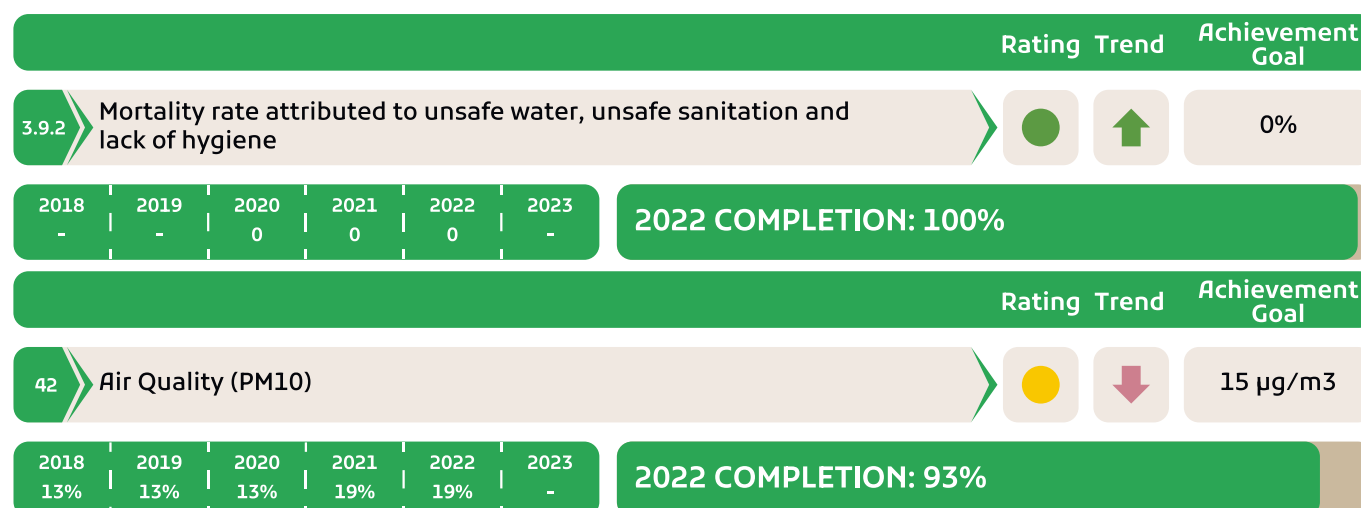 Rating Trend Achievement Goal
3.9.2 Mortality rate attributed to unsafe water, unsafe sanitation and
lack of hygiene
0%
2018 2019 2020 2021 2022 2023
- - 0 0 0 -
2022 COMPLETION: 100%
Rating Trend Achievement Goal
42 Air Quality (PM10)
15 µg/m3
2018 2019 2020 2021 2022 2023
13% 13% 13% 19% 19% -
2022 COMPLETION: 93%